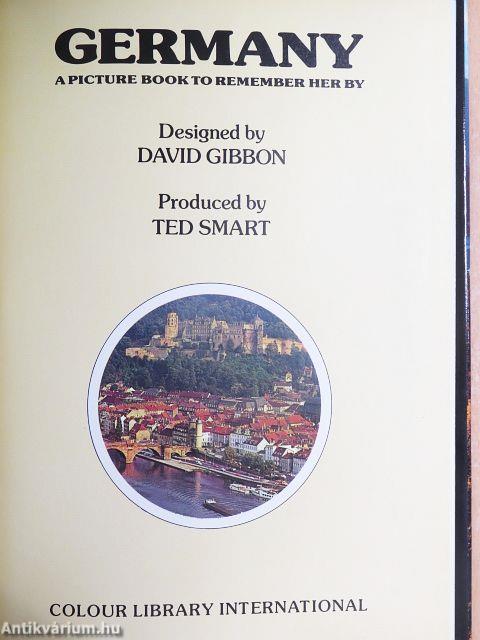 GERMANY
A PICTURE BOOK TO REMEMBER HER BY
Designed by
DAVID GIBBON
Produced by
TED SMART
COLOUR LIBRARY INTERNATIONAL
Antikvárium.hu